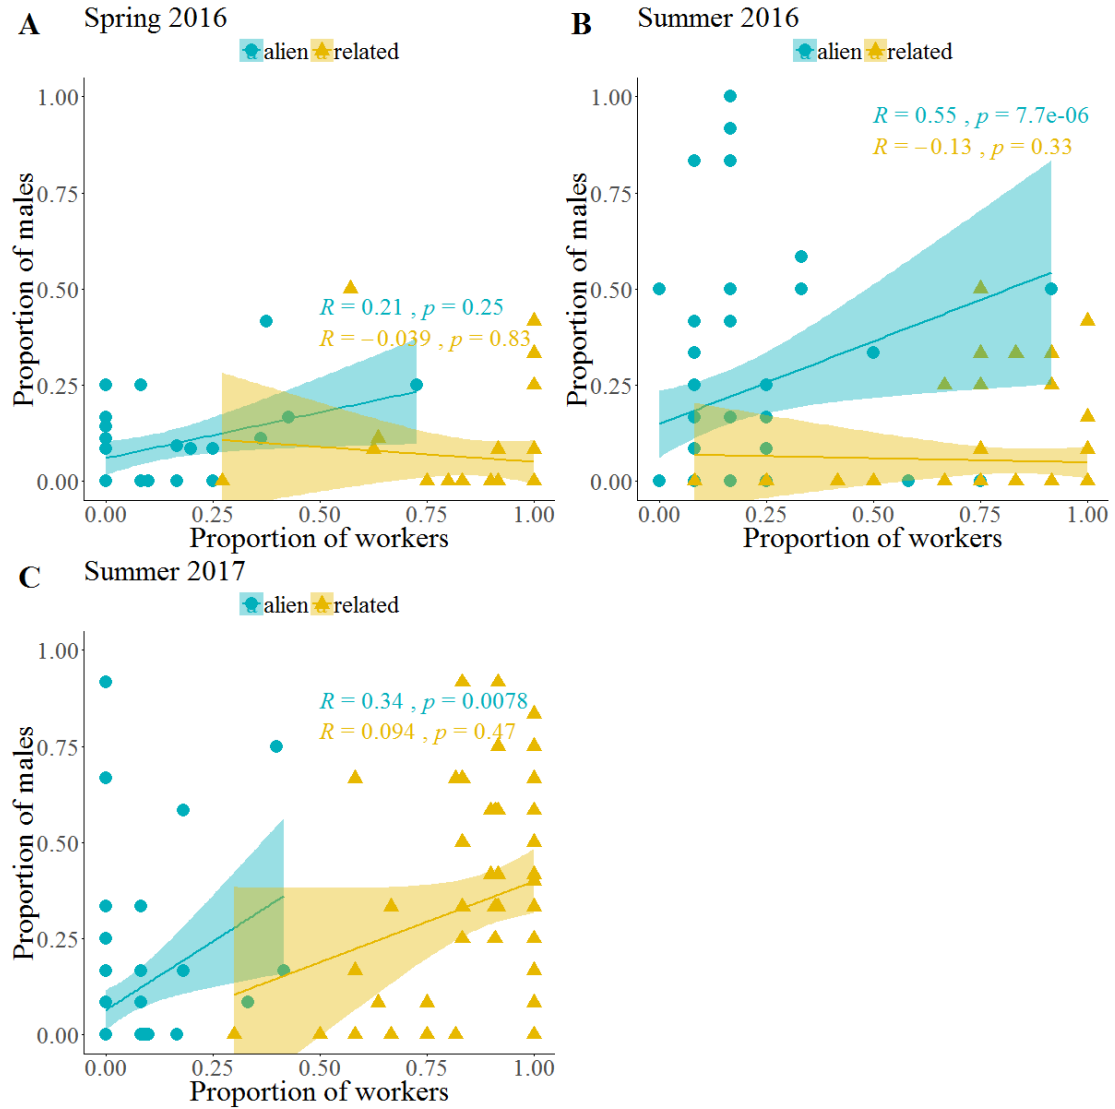 A Spring 2016
alien related
1.00
0.75
0.50
0.25
0.00
R = 0.21 , p = 0.25
R = −0.039 , p = 0.83
Proportion of males
0.00 0.25 0.50 0.75 1.00
Proportion of workers
B Summer 2016
alien related
1.00
0.75
0.50
0.25
0.00
R = 0.55 , p = 7.7e-06
R = −0.13 , p = 0.33
Proportion of males
0.00 0.25 0.50 0.75 1.00
Proportion of workers
C Summer 2017
alien related
1.00
0.75
0.50
0.25
0.00
R = 0.34 , p = 0.0078
R = 0.094 , p = 0.47
Proportion of males
0.00 0.25 0.50 0.75 1.00
Proportion of workers